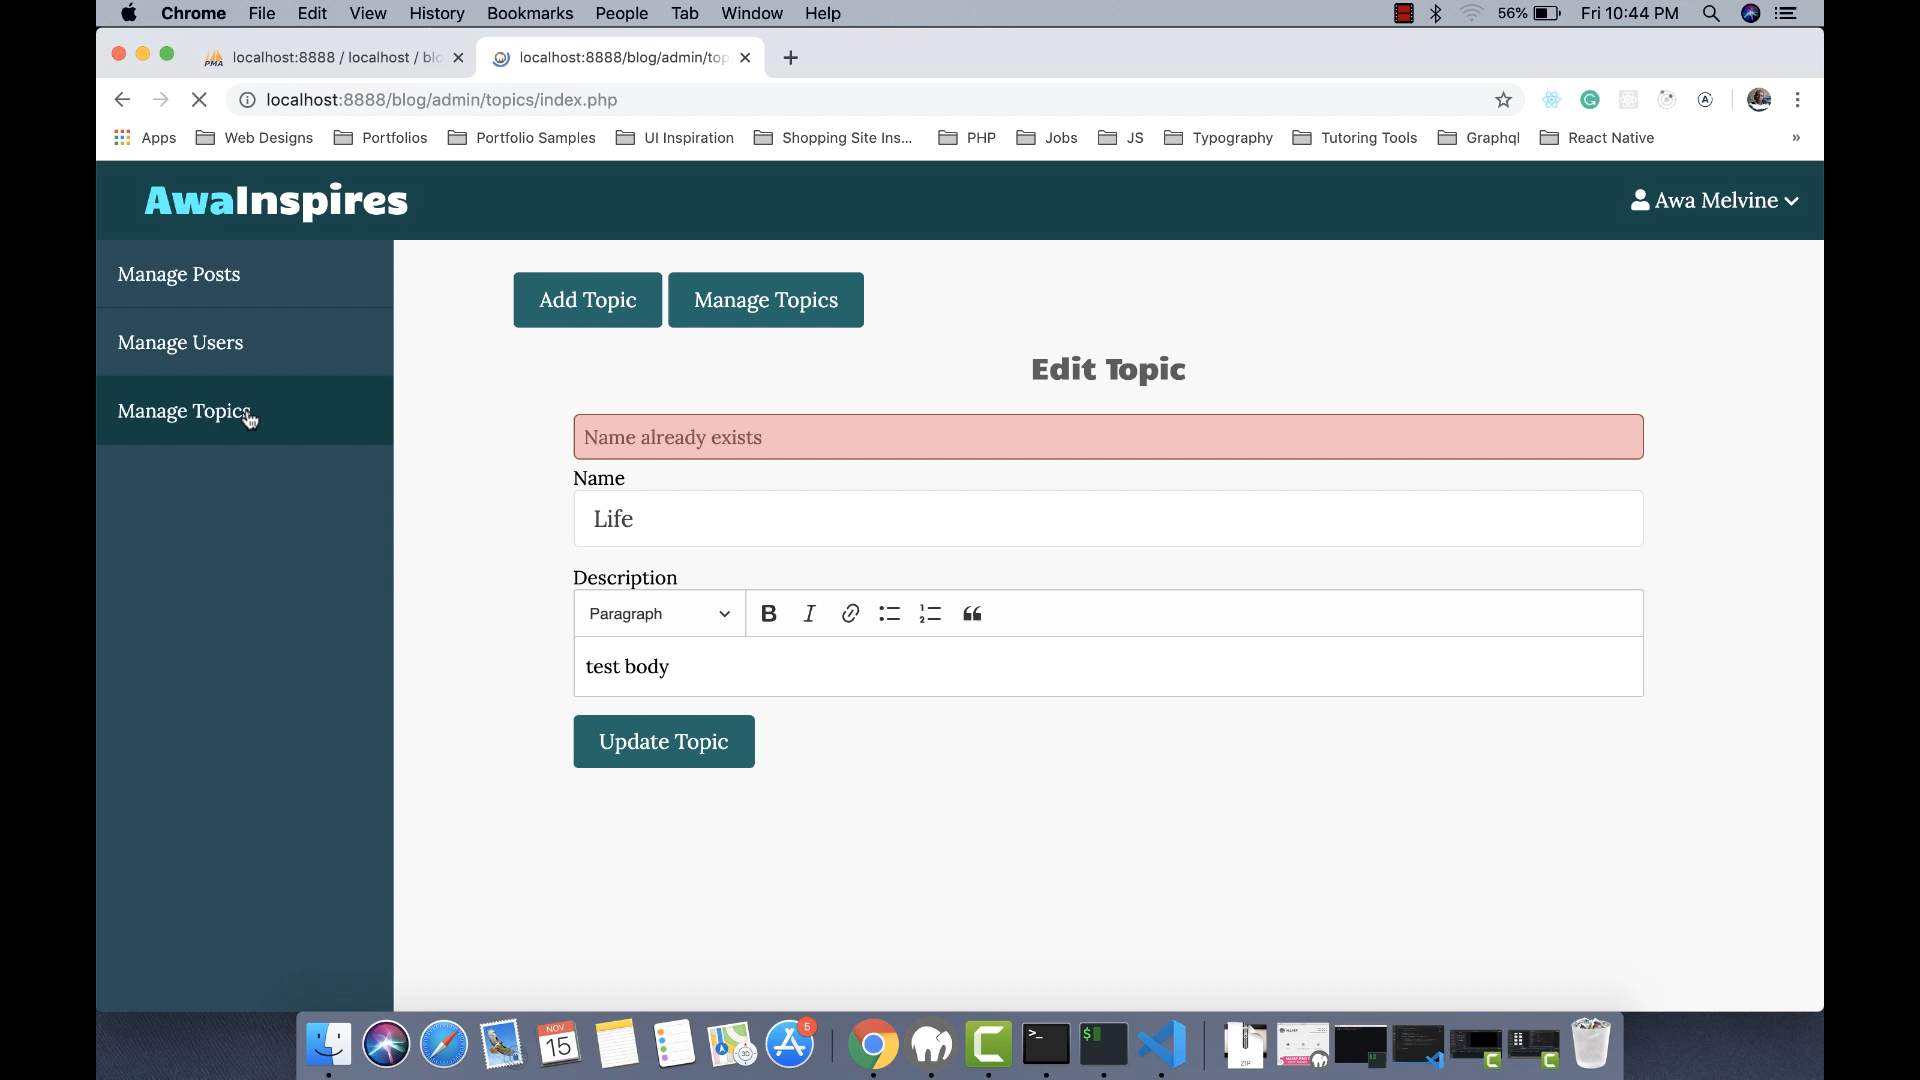 Chrome File Edit View History Bookmarks People Tab Window Help 56% Fri 10:44 PM
PMA localhost:8888 / localhost / blo localhost:8888/blog/admin/top
localhost:8888/blog/admin/topics/index.php
Apps Web Designs Portfolios Portfolio Samples UI Inspiration Shopping Site Ins... PHP Jobs JS Typography Tutoring Tools Graphql React Native »
AwaInspires Awa Melvine
Manage Posts
Manage Users
Manage Topics
Add Topic Manage Topics
Edit Topic
Name already exists
Name
Life
Description
Paragraph B I
test body
Update Topic
NOV
15
3D
5
ZIP